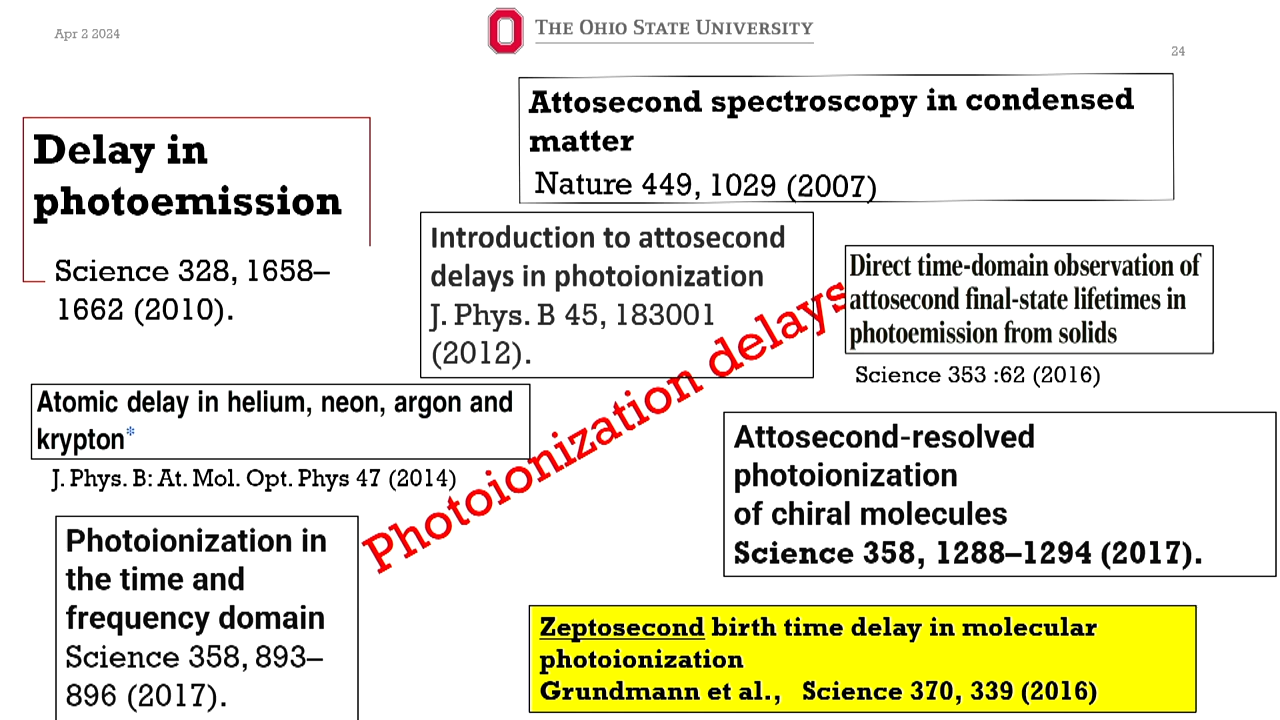 Apr 2 2024
THE OHIO STATE UNIVERSITY
24
Attosecond spectroscopy in condensed
matter
Nature 449, 1029 (2007)
Delay in
photoemission
Science 328, 1658–
1662 (2010).
Introduction to attosecond
delays in photoionization
J. Phys. B 45, 183001
(2012).
Direct time-domain observation of
attosecond final-state lifetimes in
photoemission from solids
Science 353 :62 (2016)
Photoionization delays
Atomic delay in helium, neon, argon and
krypton*
J. Phys. B: At. Mol. Opt. Phys 47 (2014)
Attosecond-resolved
photoionization
of chiral molecules
Science 358, 1288–1294 (2017).
Photoionization in
the time and
frequency domain
Science 358, 893–
896 (2017).
Zeptosecond birth time delay in molecular
photoionization
Grundmann et al., Science 370, 339 (2016)